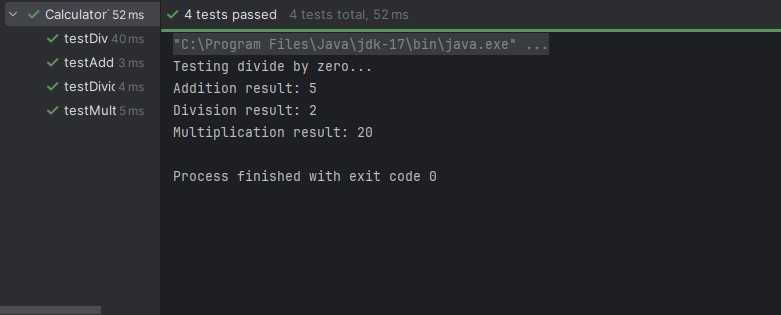 Calculator 52 ms
testDiv 40 ms
testAdd 3 ms
testDivic 4 ms
testMult 5 ms
4 tests passed 4 tests total, 52 ms
"C:\Program Files\Java\jdk-17\bin\java.exe" ...
Testing divide by zero...
Addition result: 5
Division result: 2
Multiplication result: 20
Process finished with exit code 0